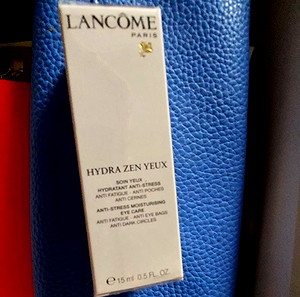 LANCÔME
PARIS
HYDRA ZEN YEUX
SOIN YEUX
HYDRATANT ANTI-STRESS
ANTI FATIGUE - ANTI POCHES
ANTI CERNES
ANTI-STRESS MOISTURISING
EYE CARE
ANTI FATIGUE - ANTI EYE BAGS
ANTI DARK CIRCLES
℮ 15 ml 0.5 FL. OZ.